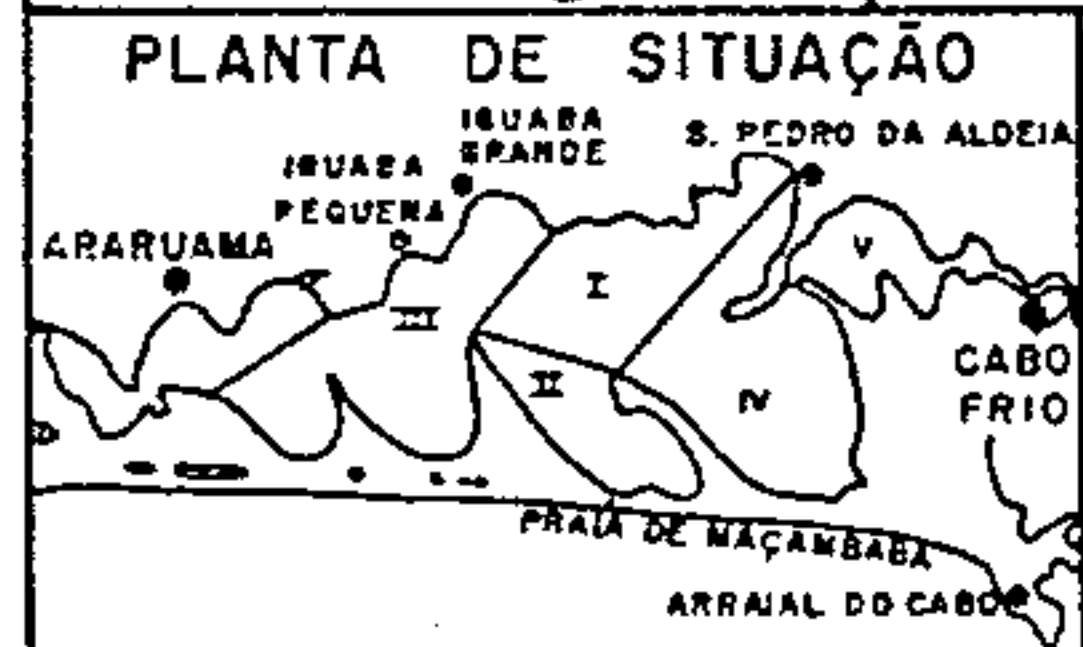 PLANTA DE SITUAÇÃO
IGUABA
GRANDE
S. PEDRO DA ALDEIA
IGUABA
PEQUENA
ARARUAMA
V
I
III
CABO
FRIO
II
IV
PRAIA DE MAÇAMBABA
ARRAIAL DO CABO